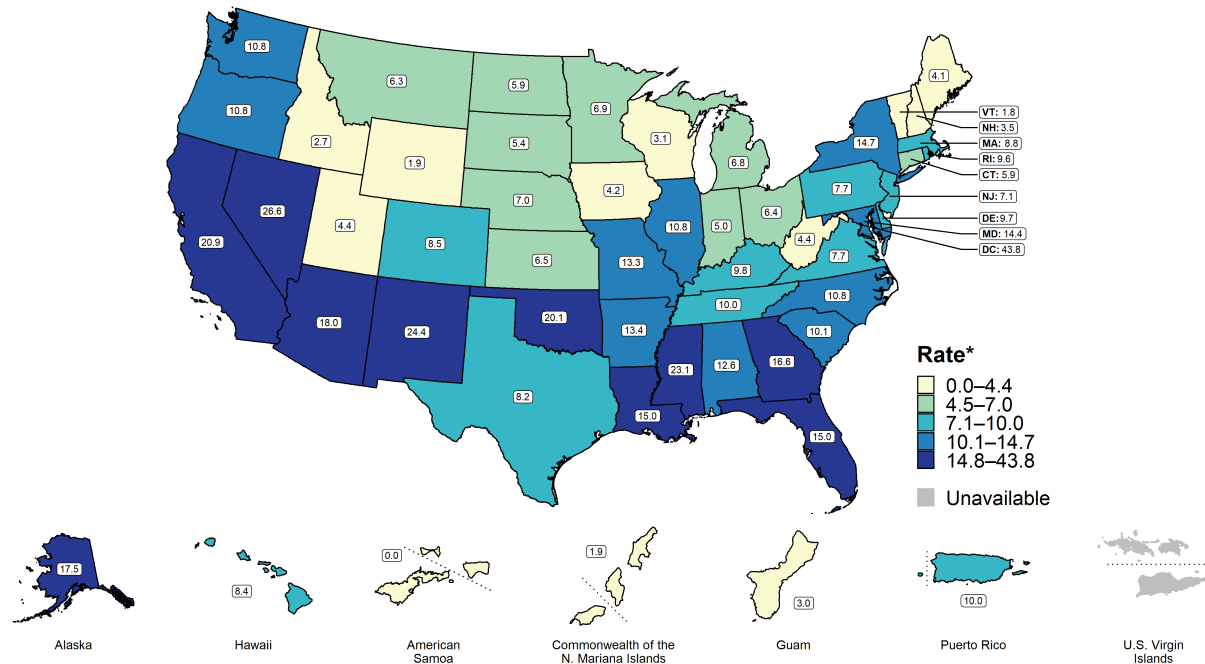 10.8
4.1
6.3
5.9
6.9
10.8
VT: 1.8
NH: 3.5
2.7
5.4
3.1
14.7
MA: 8.8
1.9
6.8
RI: 9.6
CT: 5.9
7.7
4.2
7.0
6.4
NJ: 7.1
26.6
5.0
DE: 9.7
4.4
10.8
MD: 14.4
20.9
8.5
4.4
DC: 43.8
6.5
13.3
7.7
9.8
10.8
10.0
18.0
24.4
20.1
13.4
10.1
Rate*
23.1
12.6
16.6
0.0–4.4
8.2
4.5–7.0
15.0
7.1–10.0
15.0
10.1–14.7
14.8–43.8
Unavailable
17.5
8.4
0.0
1.9
3.0
10.0
Alaska
Hawaii
American
Samoa
Commonwealth of the
N. Mariana Islands
Guam
Puerto Rico
U.S. Virgin
Islands